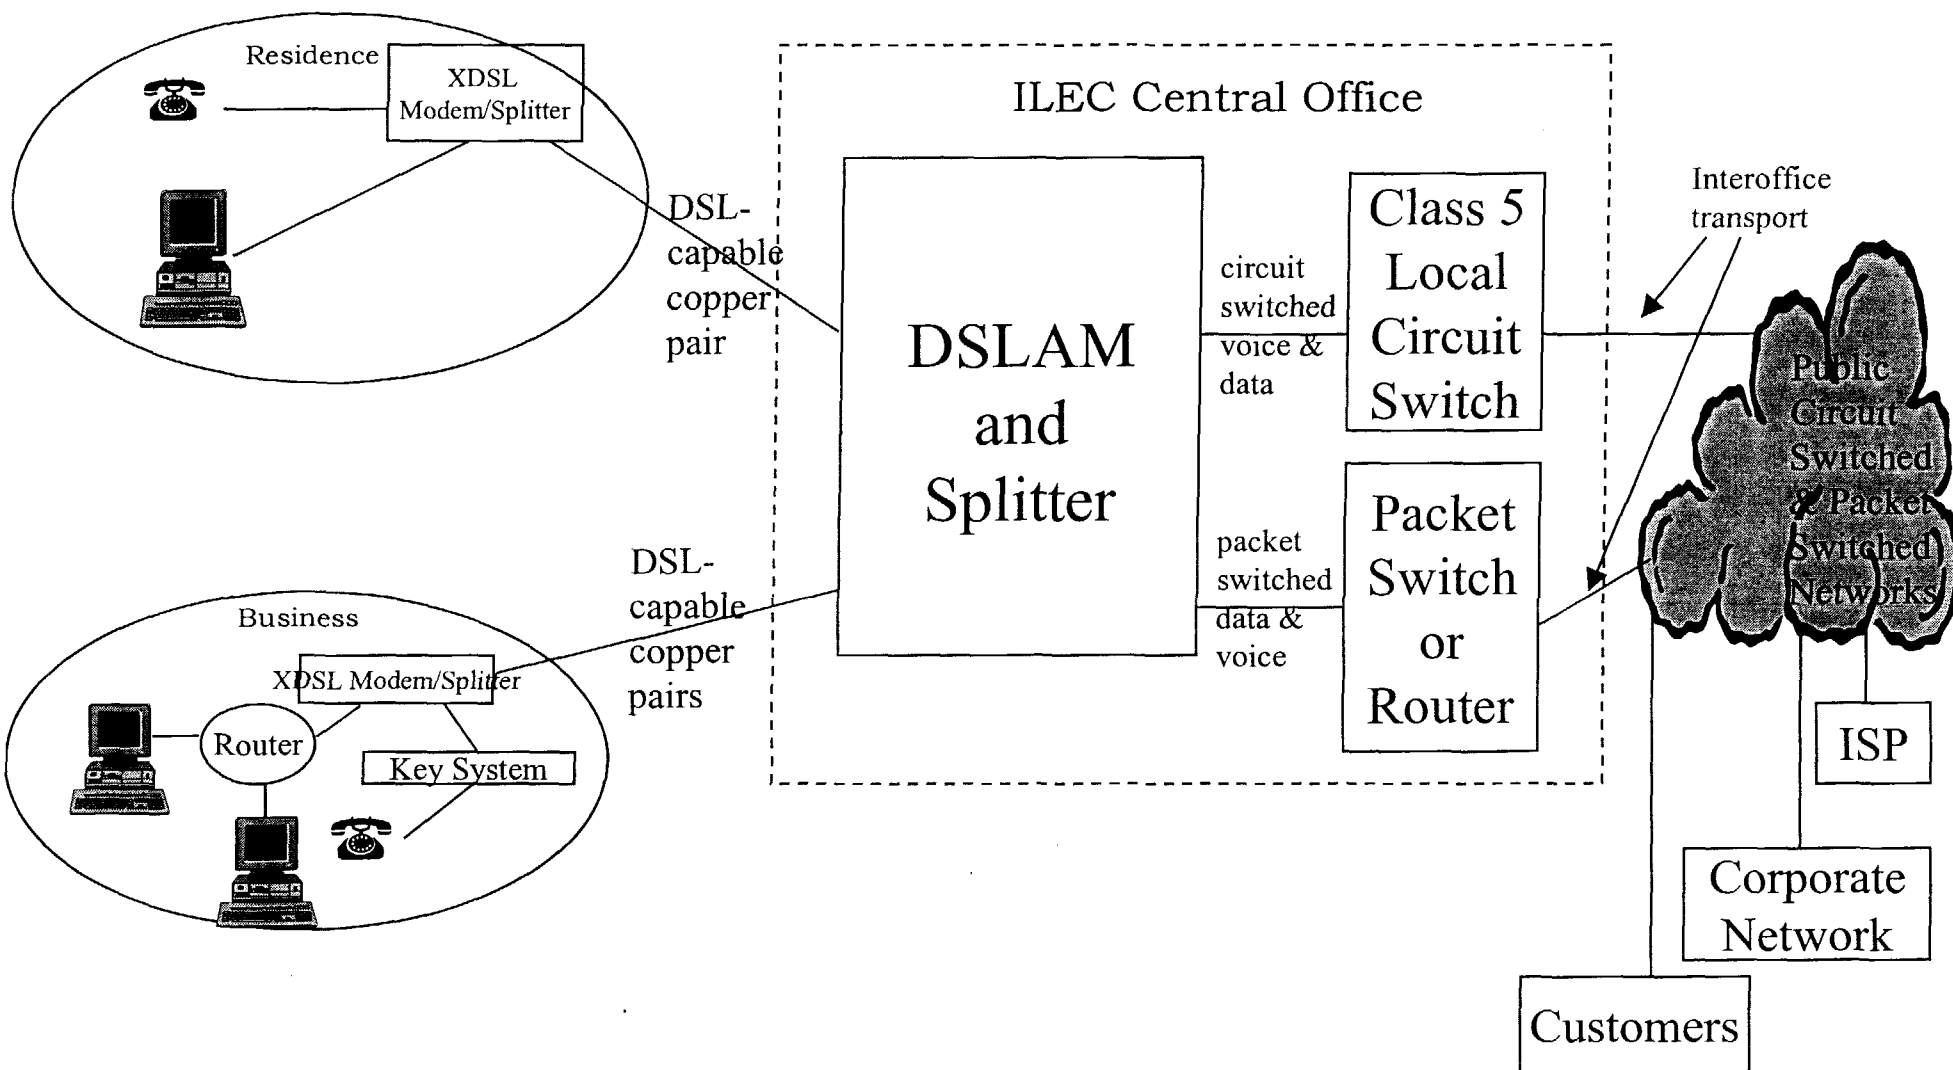 Residence
XDSL
Modem/Splitter
DSL-
capable
copper
pair
ILEC Central Office
DSLAM
and
Splitter
circuit
switched
voice &
data
Class 5
Local
Circuit
Switch
Interoffice
transport
Public
Circuit
Switched
& Packet
Switched
Networks
Business
XDSL Modem/Splitter
Router
Key System
DSL-
capable
copper
pairs
packet
switched
data &
voice
Packet
Switch
or
Router
ISP
Corporate
Network
Customers